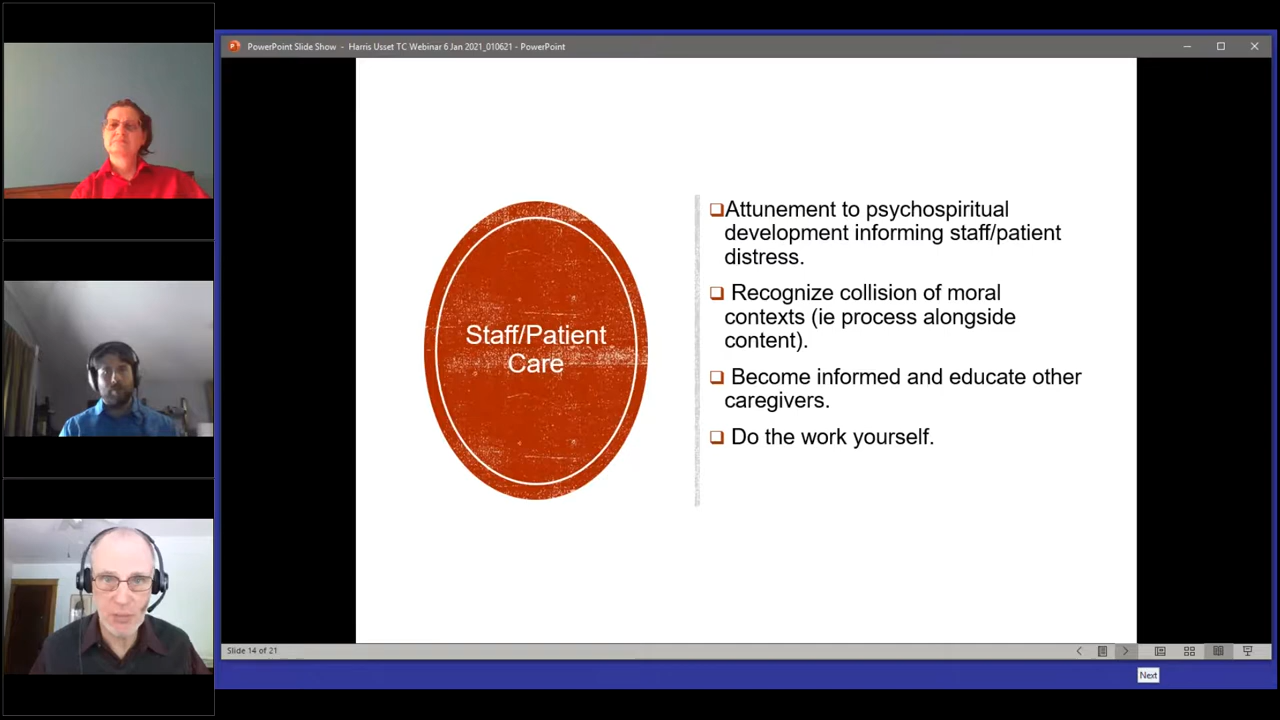 PowerPoint Slide Show - Harris Usset TC Webinar 6 Jan 2021_010621 - PowerPoint
Staff/Patient
Care
Attunement to psychospiritual
development informing staff/patient
distress.
Recognize collision of moral
contexts (ie process alongside
content).
Become informed and educate other
caregivers.
Do the work yourself.
Slide 14 of 21
Next